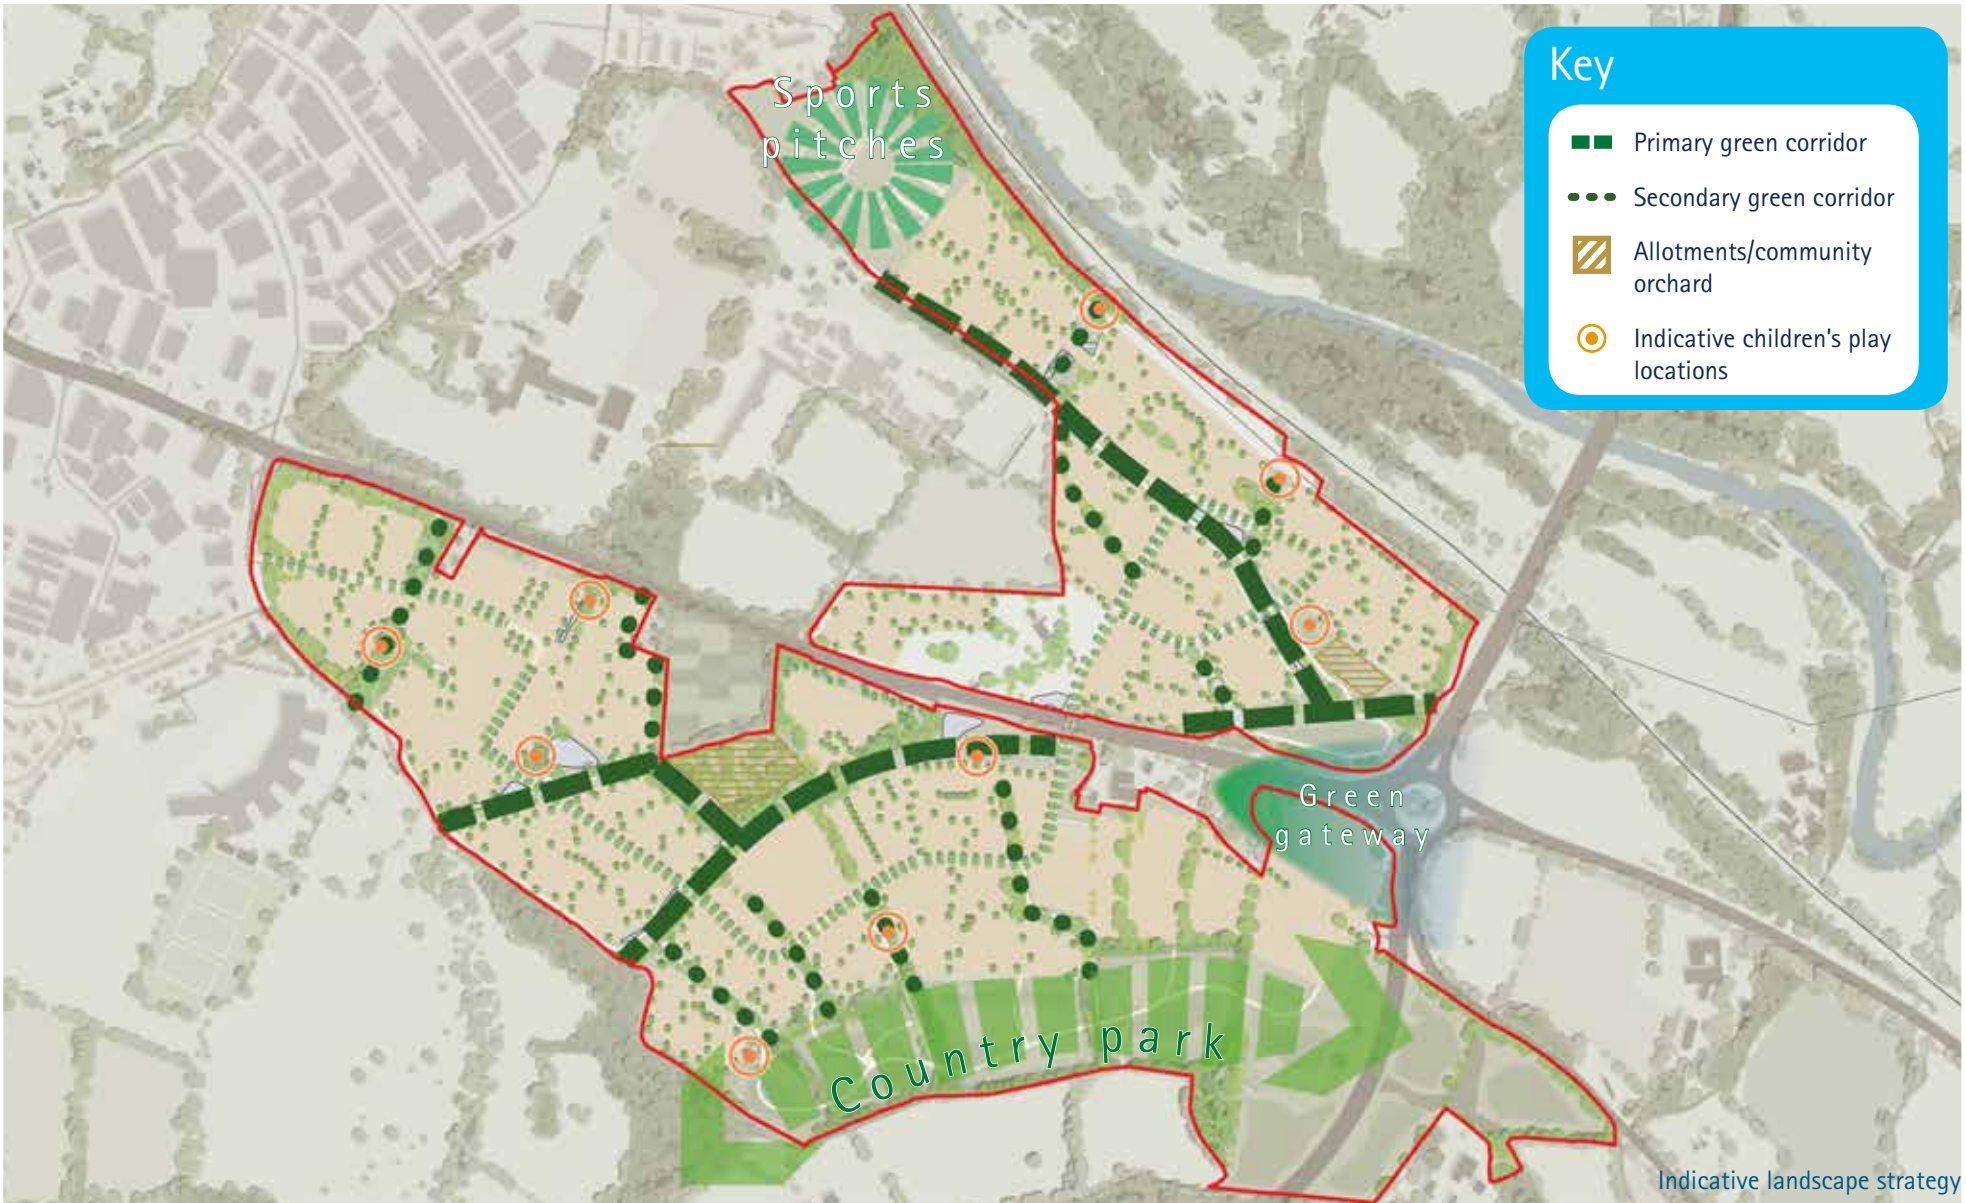 Sports
pitches
Key
Primary green corridor
Secondary green corridor
Allotments/community
orchard
Indicative children's play
locations
Green
gateway
Country park
Indicative landscape strategy